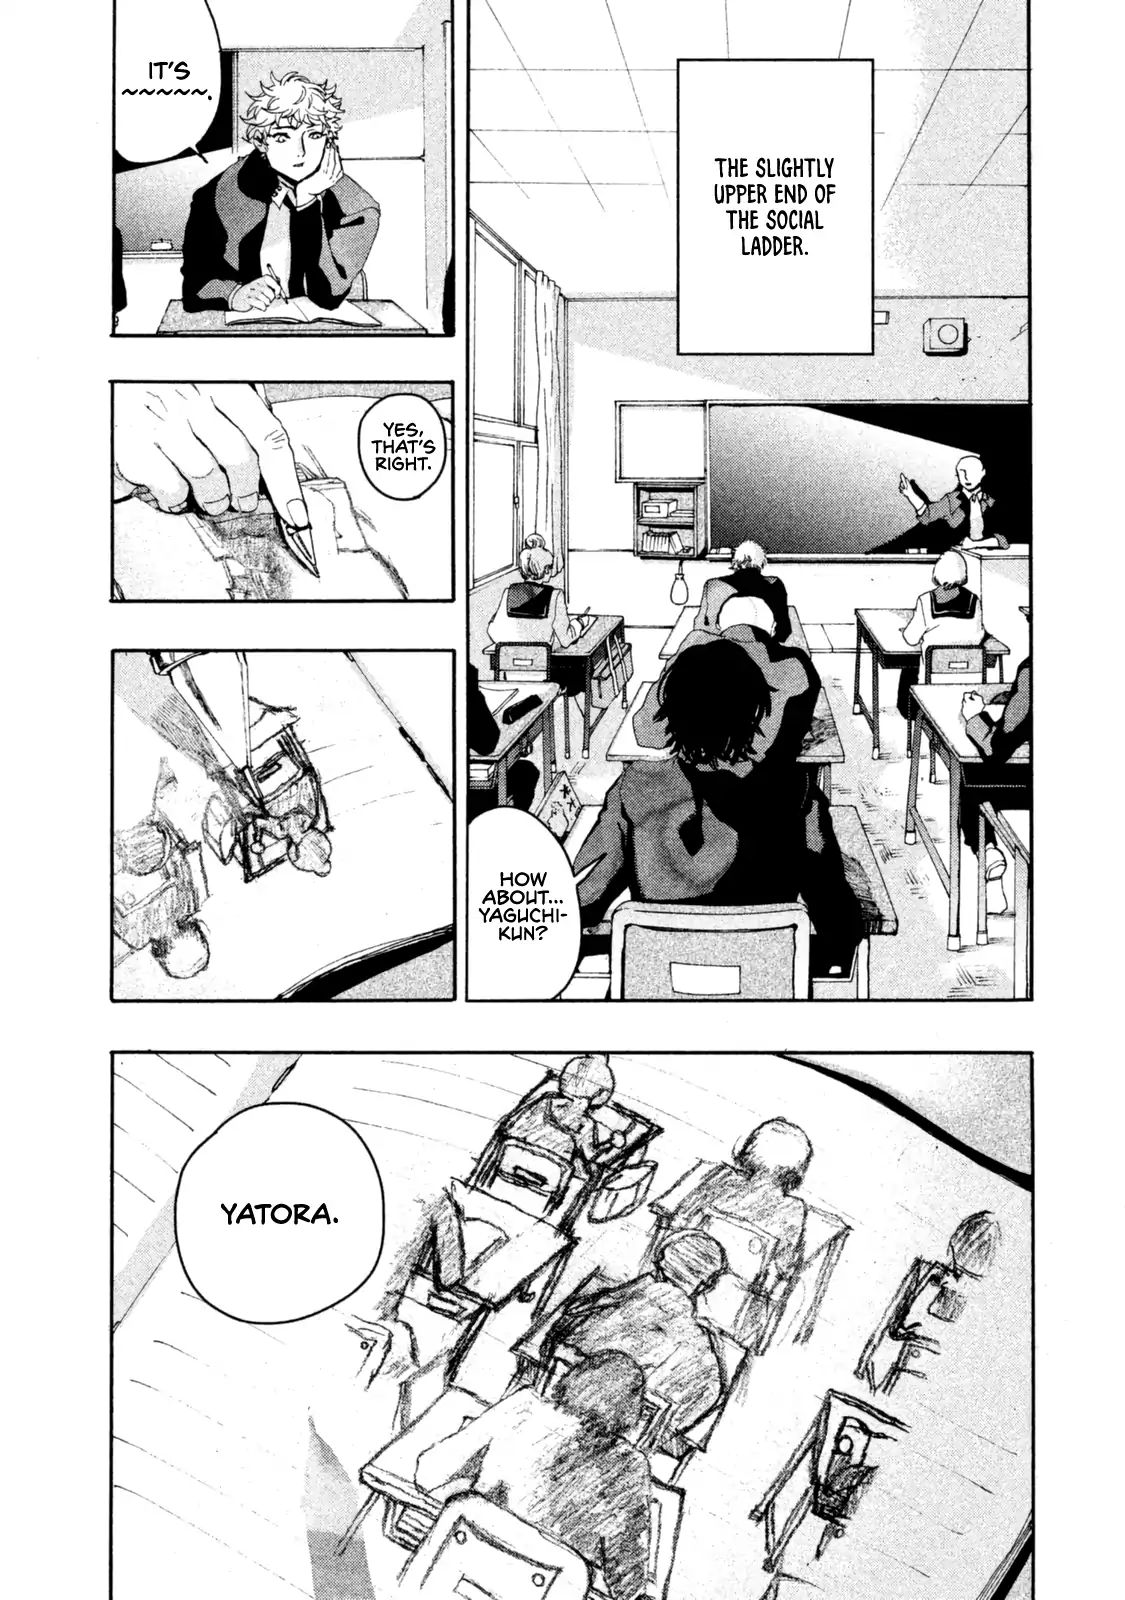 THE SLIGHTLY
UPPER END OF
THE SOCIAL
LADDER.
HOW
ABOUT...
YAGUCHI-
KUN?
IT'S
~~~~~.
YES,
THAT'S
RIGHT.
YATORA.